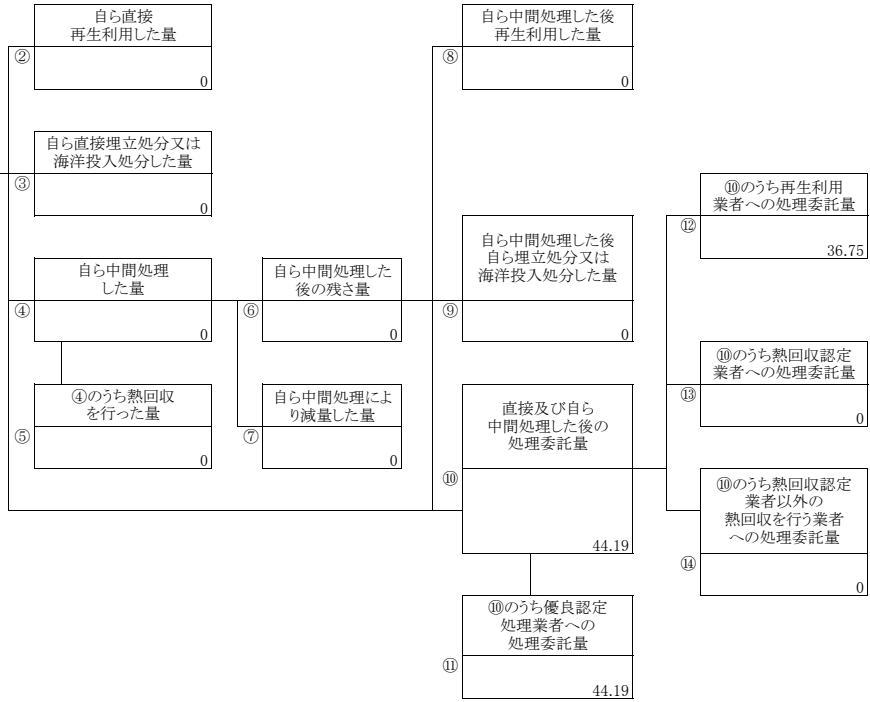 自ら直接
再生利用した量
②
0
自ら直接埋立処分又は
海洋投入処分した量
③
0
自ら中間処理
した量
④
0
④のうち熱回収
を行った量
⑤
0
自ら中間処理した
後の残さ量
⑥
0
自ら中間処理によ
り減量した量
⑦
0
自ら中間処理した後
再生利用した量
⑧
0
自ら中間処理した後
自ら埋立処分又は
海洋投入処分した量
⑨
0
直接及び自ら
中間処理した後の
処理委託量
⑩
44.19
⑩のうち優良認定
処理業者への
処理委託量
⑪
44.19
⑩のうち再生利用
業者への処理委託量
⑫
36.75
⑩のうち熱回収認定
業者への処理委託量
⑬
0
⑩のうち熱回収認定
業者以外の
熱回収を行う業者
への処理委託量
⑭
0